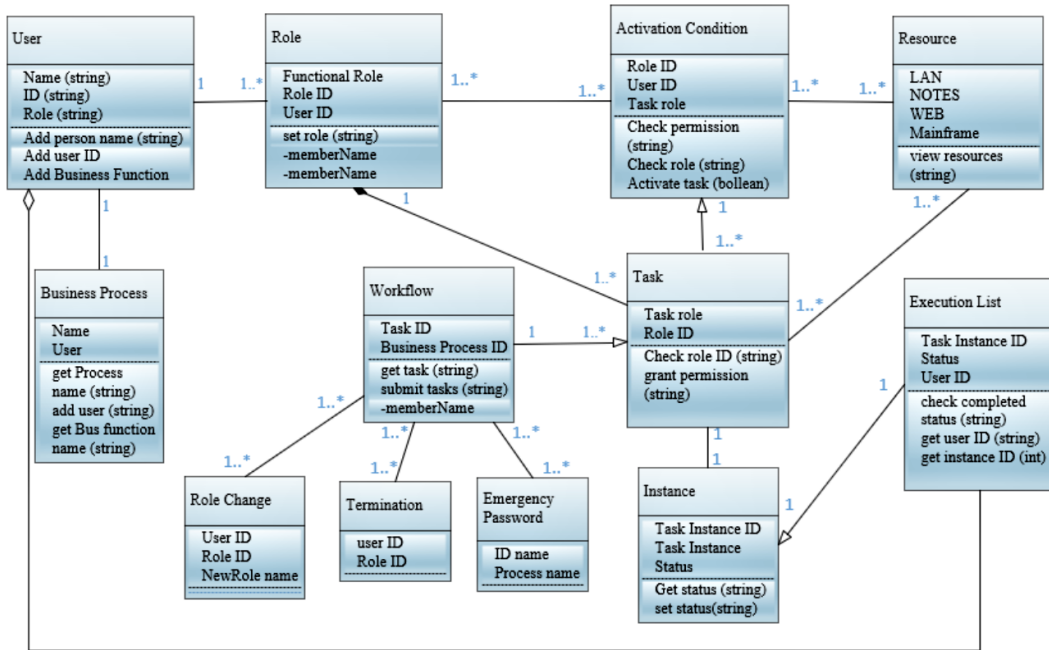 User
Name (string)
ID (string)
Role (string)
Add person name (string)
Add user ID
Add Business Function
1
1..*
Role
Functional Role
Role ID
User ID
set role (string)
-memberName
-memberName
1..*
1..*
Activation Condition
Role ID
User ID
Task role
Check permission
(string)
Check role (string)
Activate task (bollean)
1..*
1..*
Resource
LAN
NOTES
WEB
Mainframe
view resources
(string)
1
1
1
1..*
1
1..*
1..*
1..*
Business Process
Name
User
get Process
name (string)
add user (string)
get Bus function
name (string)
Workflow
Task ID
Business Process ID
get task (string)
submit tasks (string)
-memberName
1
1..*
Task
Task role
Role ID
Check role ID (string)
grant permission
(string)
Execution List
Task Instance ID
Status
User ID
check completed
status (string)
get user ID (string)
get instance ID (int)
1..*
1..*
1..*
1..*
1..*
1..*
1
1
1
1
Role Change
User ID
Role ID
NewRole name
Termination
user ID
Role ID
Emergency
Password
ID name
Process name
Instance
Task Instance ID
Task Instance
Status
Get status (string)
set status(string)